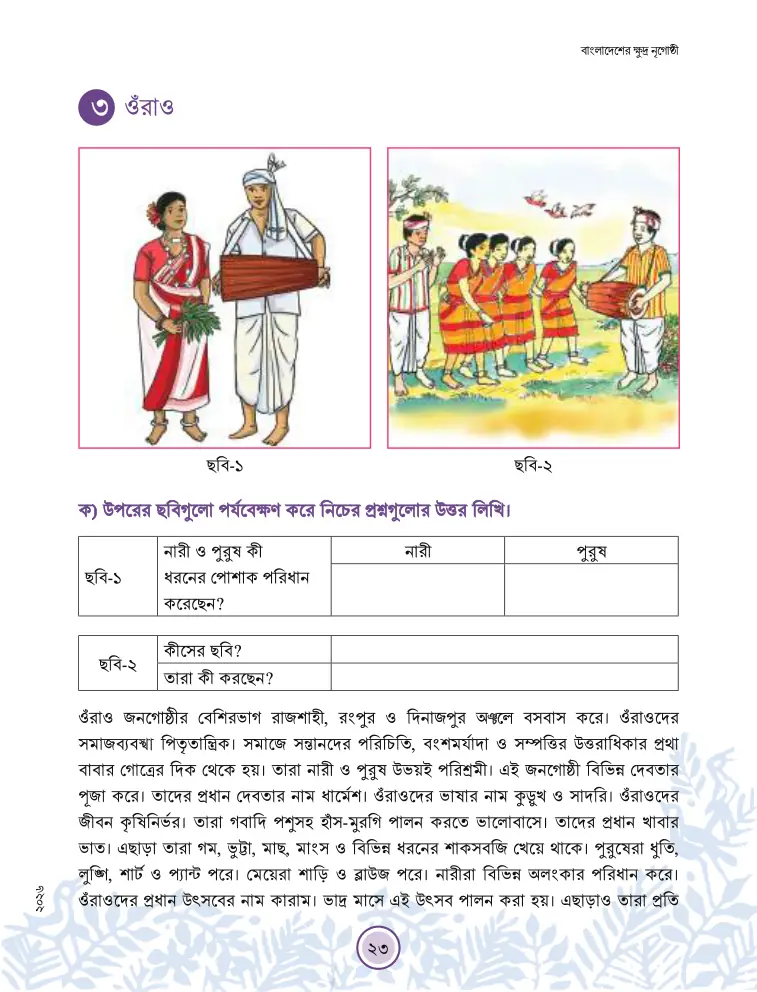 বাংলাদেশের ক্ষুদ্র নৃগোষ্ঠী
৩ ওঁরাও
ছবি-১
ছবি-২
ক) উপরের ছবিগুলো পর্যবেক্ষণ করে নিচের প্রশ্নগুলোর উত্তর লিখি।
ছবি-১
নারী ও পুরুষ কী
ধরনের পোশাক পরিধান
করেছেন?
নারী
পুরুষ
ছবি-২
কীসের ছবি?
তারা কী করছেন?
ওঁরাও জনগোষ্ঠীর বেশিরভাগ রাজশাহী, রংপুর ও দিনাজপুর অঞ্চলে বসবাস করে। ওঁরাওদের
সমাজব্যবস্থা পিতৃতান্ত্রিক। সমাজে সন্তানদের পরিচিতি, বংশমর্যাদা ও সম্পত্তির উত্তরাধিকার প্রথা
বাবার গোত্রের দিক থেকে হয়। তারা নারী ও পুরুষ উভয়ই পরিশ্রমী। এই জনগোষ্ঠী বিভিন্ন দেবতার
পূজা করে। তাদের প্রধান দেবতার নাম ধার্মেশ। ওঁরাওদের ভাষার নাম কুড়ুখ ও সাদরি। ওঁরাওদের
জীবন কৃষিনির্ভর। তারা গবাদি পশুসহ হাঁস-মুরগি পালন করতে ভালোবাসে। তাদের প্রধান খাবার
ভাত। এছাড়া তারা গম, ভুট্টা, মাছ, মাংস ও বিভিন্ন ধরনের শাকসবজি খেয়ে থাকে। পুরুষেরা ধুতি,
লুঙ্গি, শার্ট ও প্যান্ট পরে। মেয়েরা শাড়ি ও ব্লাউজ পরে। নারীরা বিভিন্ন অলংকার পরিধান করে।
ওঁরাওদের প্রধান উৎসবের নাম কারাম। ভাদ্র মাসে এই উৎসব পালন করা হয়। এছাড়াও তারা প্রতি
২০২৬
২৩